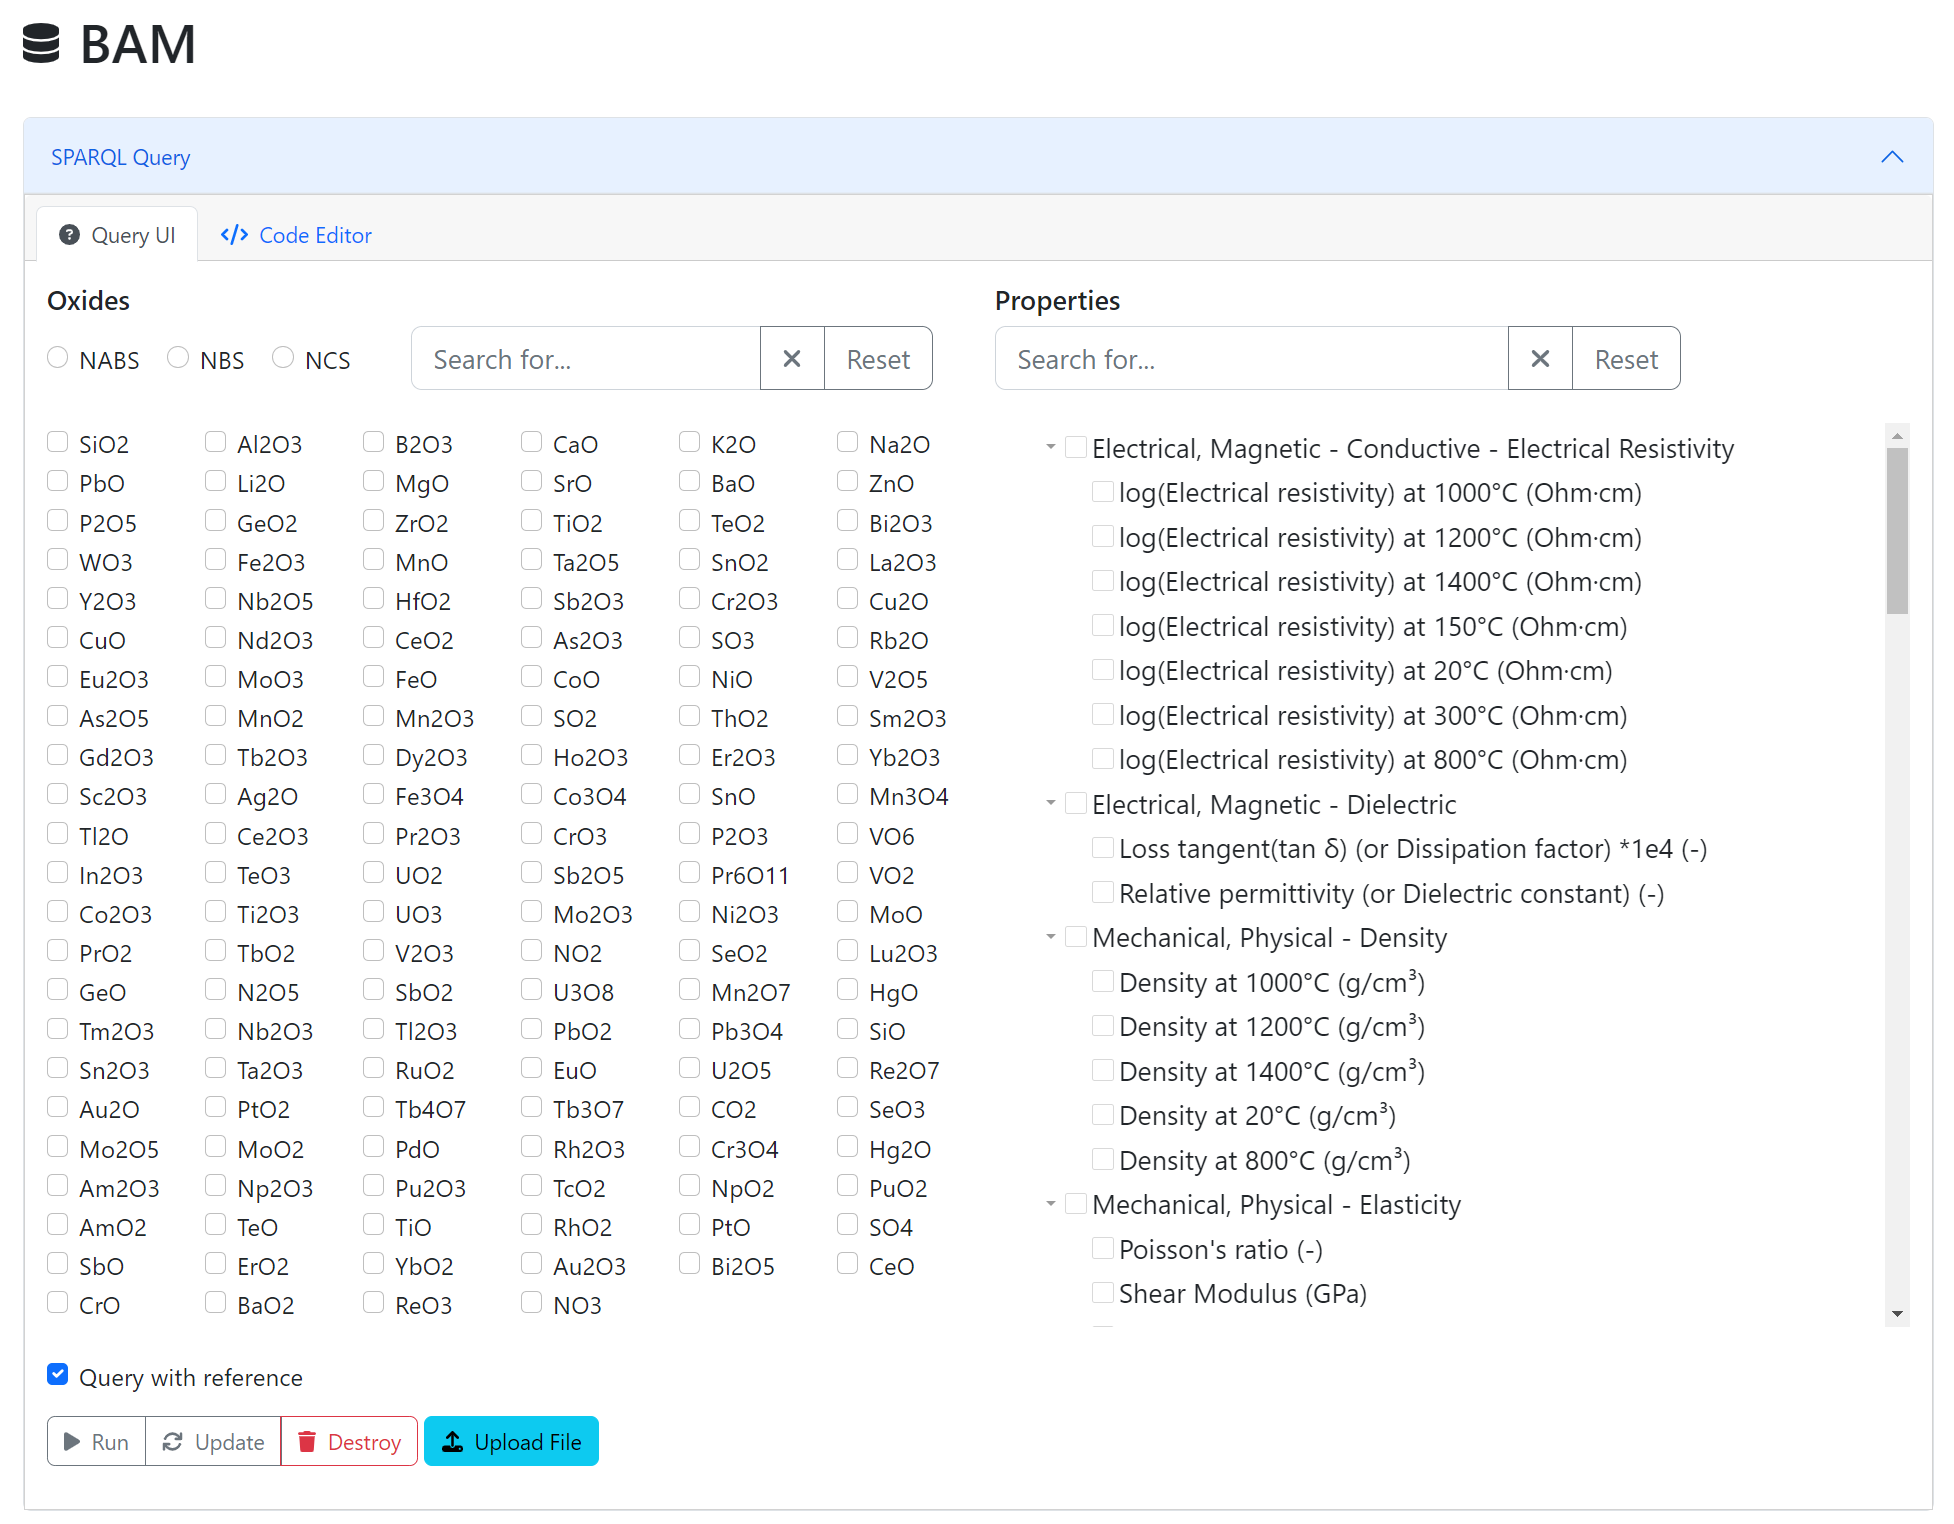 BAM
SPARQL Query
Query UI
Code Editor
Oxides
NABS NBS NCS Search for... Reset
SiO2 Al2O3 B2O3 CaO K2O Na2O
PbO Li2O MgO SrO BaO ZnO
P2O5 GeO2 ZrO2 TiO2 TeO2 Bi2O3
WO3 Fe2O3 MnO Ta2O5 SnO2 La2O3
Y2O3 Nb2O5 HfO2 Sb2O3 Cr2O3 Cu2O
CuO Nd2O3 CeO2 As2O3 SO3 Rb2O
Eu2O3 MoO3 FeO CoO NiO V2O5
As2O5 MnO2 Mn2O3 SO2 ThO2 Sm2O3
Gd2O3 Tb2O3 Dy2O3 Ho2O3 Er2O3 Yb2O3
Sc2O3 Ag2O Fe3O4 Co3O4 SnO Mn3O4
Tl2O Ce2O3 Pr2O3 CrO3 P2O3 VO6
In2O3 TeO3 UO2 Sb2O5 Pr6O11 VO2
Co2O3 Ti2O3 UO3 Mo2O3 Ni2O3 MoO
PrO2 TbO2 V2O3 NO2 SeO2 Lu2O3
GeO N2O5 SbO2 U3O8 Mn2O7 HgO
Tm2O3 Nb2O3 Tl2O3 PbO2 Pb3O4 SiO
Sn2O3 Ta2O3 RuO2 EuO U2O5 Re2O7
Au2O PtO2 Tb4O7 Tb3O7 CO2 SeO3
Mo2O5 MoO2 PdO Rh2O3 Cr3O4 Hg2O
Am2O3 Np2O3 Pu2O3 TcO2 NpO2 PuO2
AmO2 TeO TiO RhO2 PtO SO4
SbO ErO2 YbO2 Au2O3 Bi2O5 CeO
CrO BaO2 ReO3 NO3
Properties
Search for... Reset
Electrical, Magnetic - Conductive - Electrical Resistivity
log(Electrical resistivity) at 1000°C (Ohm·cm)
log(Electrical resistivity) at 1200°C (Ohm·cm)
log(Electrical resistivity) at 1400°C (Ohm·cm)
log(Electrical resistivity) at 150°C (Ohm·cm)
log(Electrical resistivity) at 20°C (Ohm·cm)
log(Electrical resistivity) at 300°C (Ohm·cm)
log(Electrical resistivity) at 800°C (Ohm·cm)
Electrical, Magnetic - Dielectric
Loss tangent(tan δ) (or Dissipation factor) *1e4 (-)
Relative permittivity (or Dielectric constant) (-)
Mechanical, Physical - Density
Density at 1000°C (g/cm³)
Density at 1200°C (g/cm³)
Density at 1400°C (g/cm³)
Density at 20°C (g/cm³)
Density at 800°C (g/cm³)
Mechanical, Physical - Elasticity
Poisson's ratio (-)
Shear Modulus (GPa)
Query with reference
Run Update Destroy Upload File